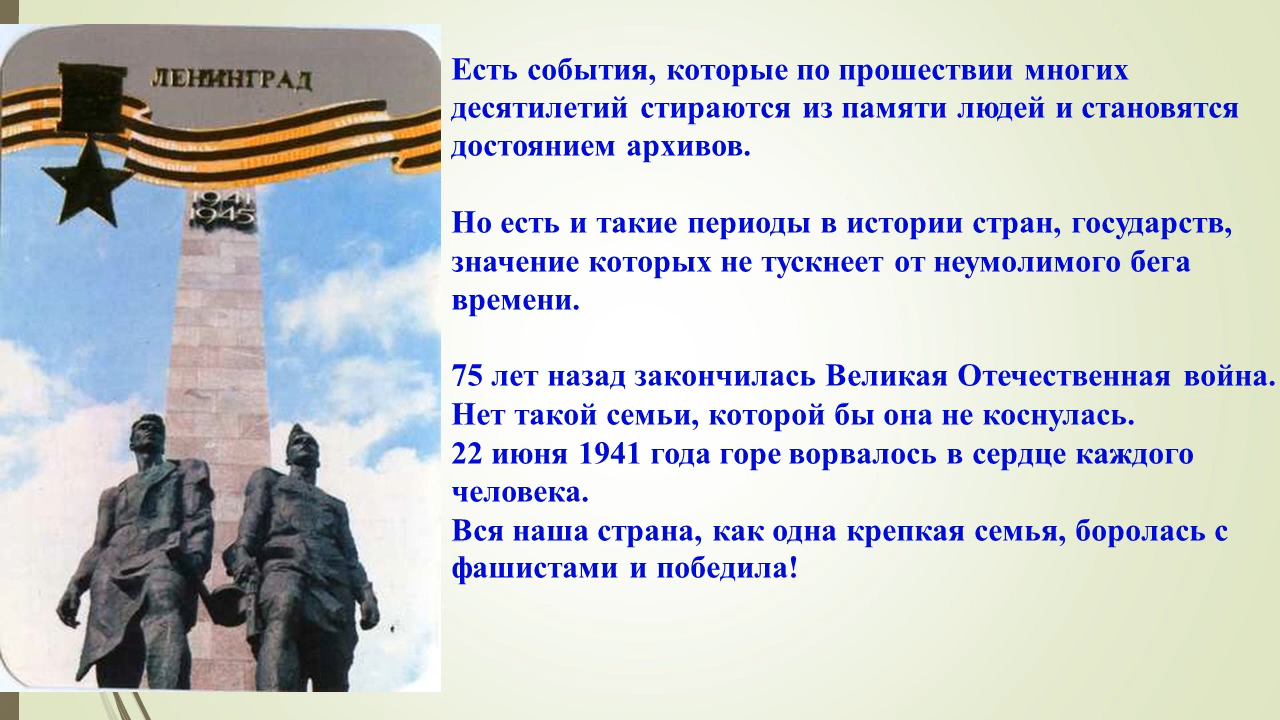 ЛЕНИНГРАД
1941
1945
Есть события, которые по прошествии многих
десятилетий стираются из памяти людей и становятся
достоянием архивов.
Но есть и такие периоды в истории стран, государств,
значение которых не тускнеет от неумолимого бега
времени.
75 лет назад закончилась Великая Отечественная война.
Нет такой семьи, которой бы она не коснулась.
22 июня 1941 года горе ворвалось в сердце каждого
человека.
Вся наша страна, как одна крепкая семья, боролась с
фашистами и победила!